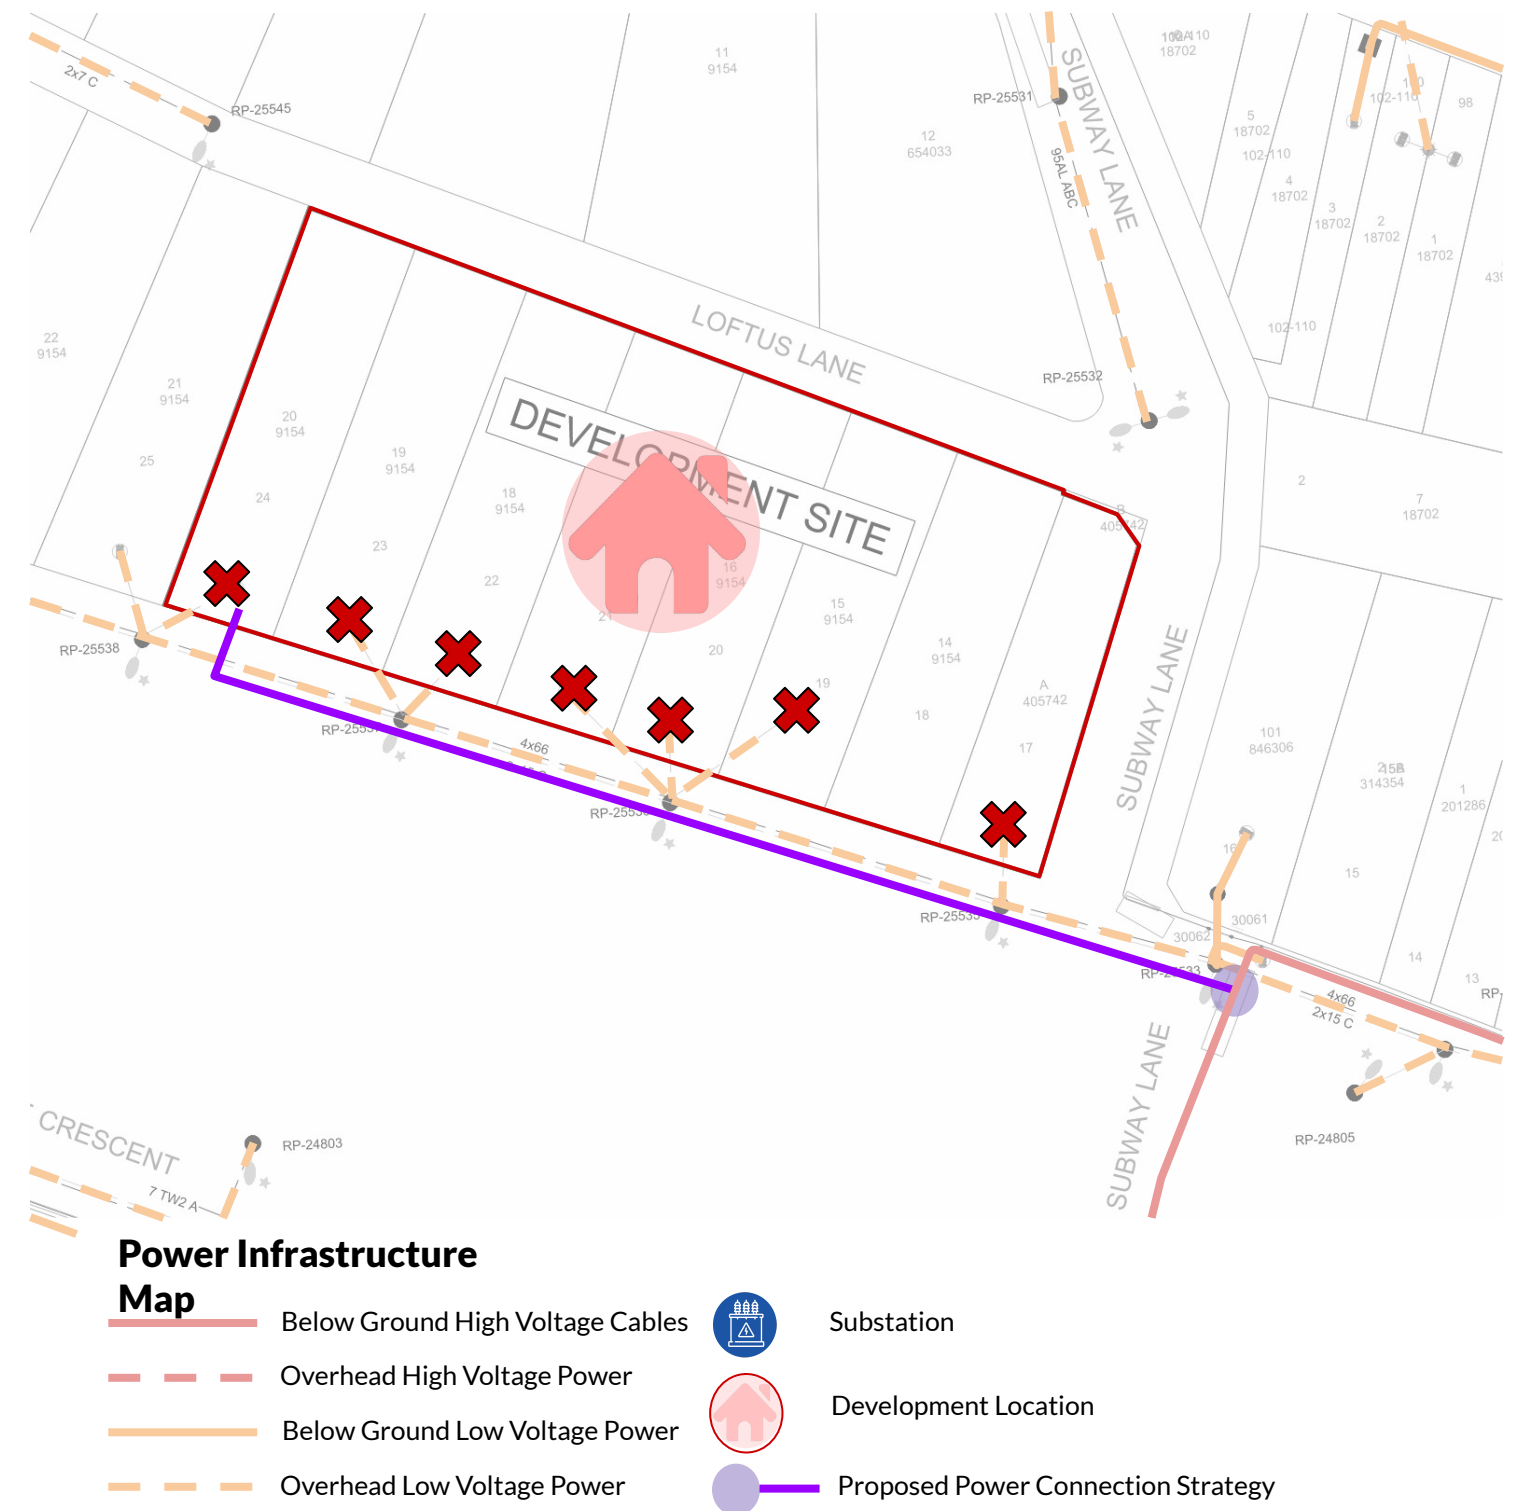 2x7 C
RP-25545
11
9154
12
654033
RP-25531
SUBWAY LANE
95AL ABC
18702
5
18702
102-110
4
18702
3
18702
2
18702
1
18702
102-110
98
102-110
RP-25532
LOFTUS LANE
DEVELOPMENT SITE
22
9154
21
9154
25
20
9154
24
19
9154
23
18
9154
22
21
16
9154
20
15
9154
19
14
9154
18
A
405742
17
B
405742
2
7
18702
SUBWAY LANE
RP-25538
4x66
101
846306
314354
1
201286
15
14
13
30061
30062
4x66
2x15 C
RP-24805
SUBWAY LANE
CRESCENT
RP-24803
7 TW2 A
Power Infrastructure
Map
Below Ground High Voltage Cables
Substation
Overhead High Voltage Power
Development Location
Below Ground Low Voltage Power
Overhead Low Voltage Power
Proposed Power Connection Strategy